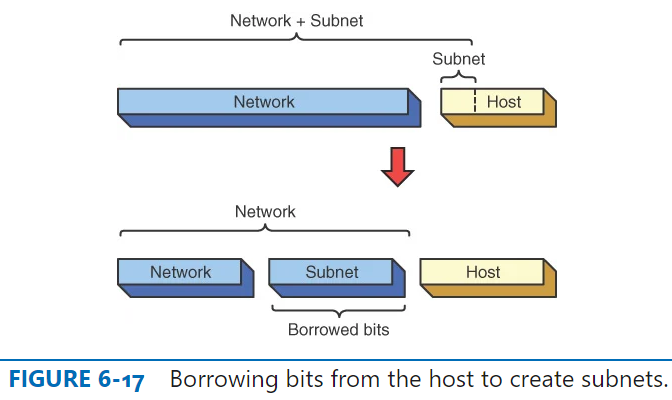 Network + Subnet
Subnet
Network
Host
Network
Network
Subnet
Host
Borrowed bits
FIGURE 6-17 Borrowing bits from the host to create subnets.